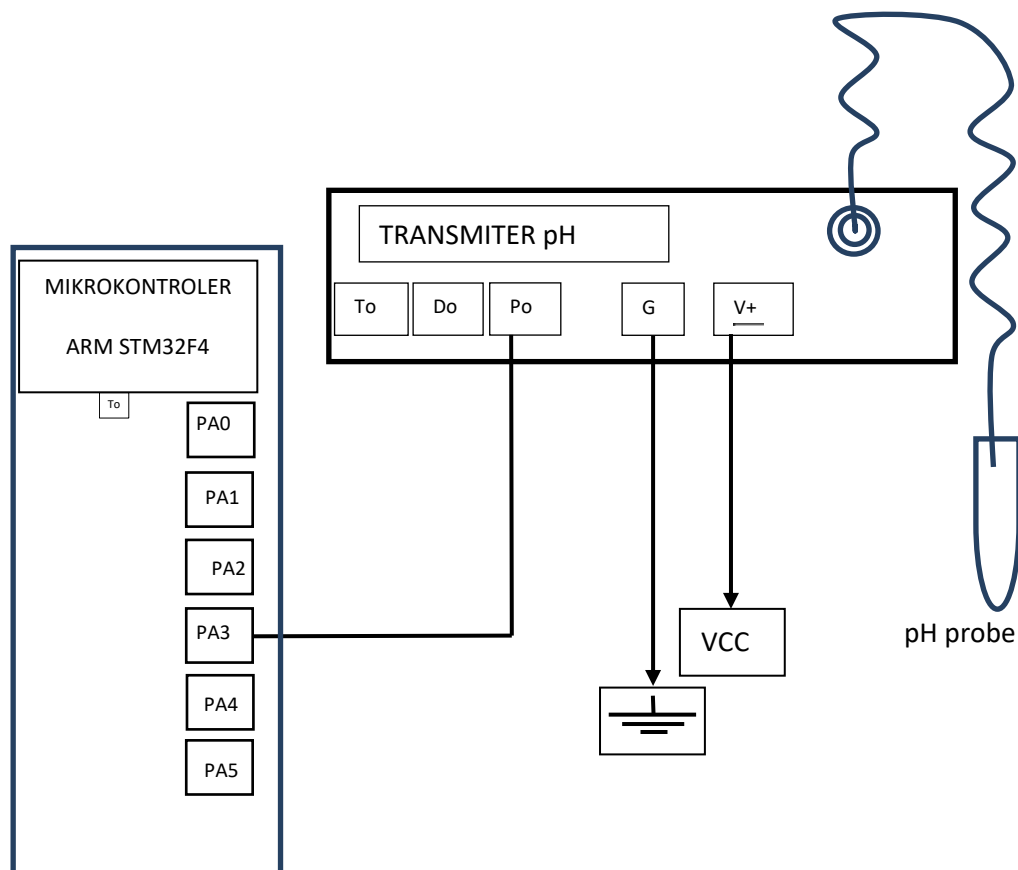 TRANSMITER pH
To
Do
Po
G
V+
MIKROKONTROLER
ARM STM32F4
To
PA0
PA1
PA2
PA3
PA4
PA5
VCC
pH probe